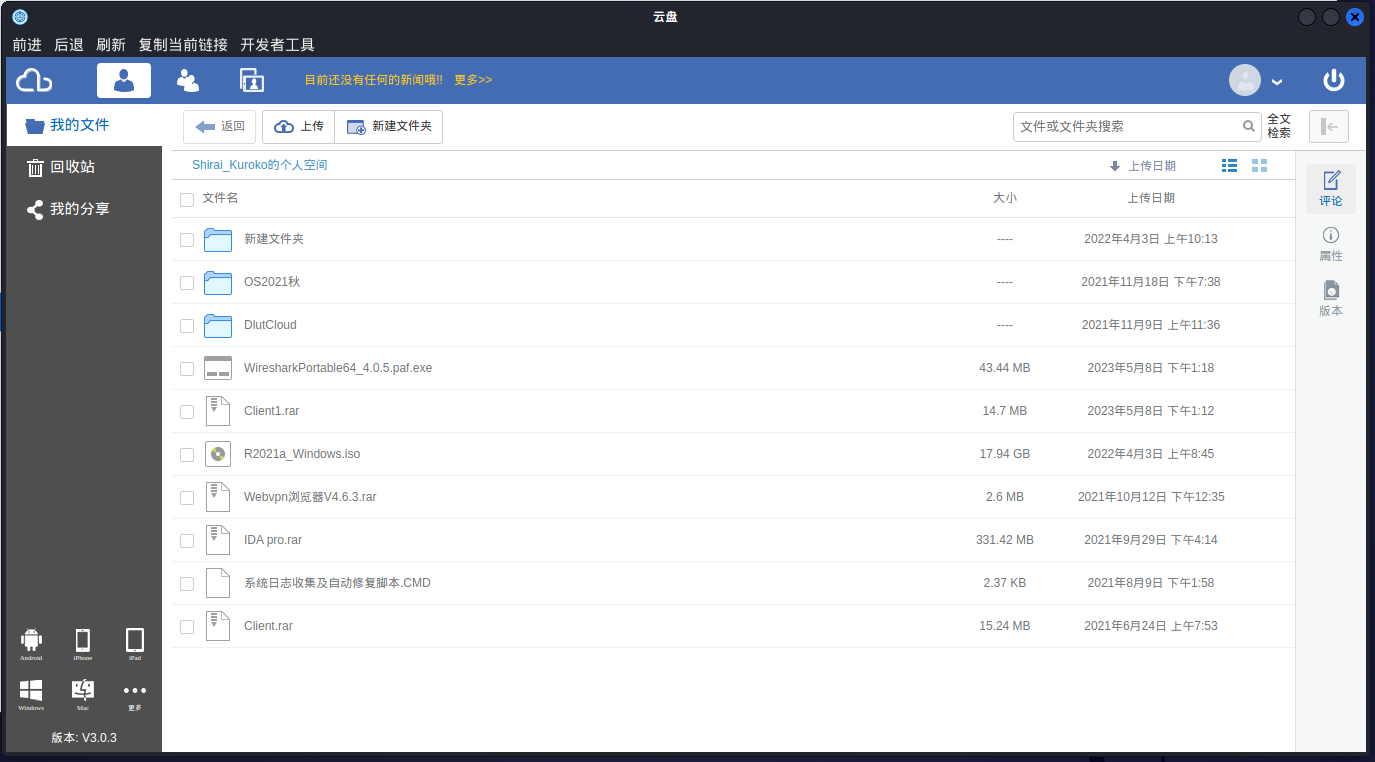 云盘
前进 后退 刷新 复制当前链接 开发者工具
目前还没有任何的新闻哦!! 更多>>
我的文件
回收站
我的分享
返回 上传 新建文件夹 文件或文件夹搜索 全文
检索
Shirai_Kuroko的个人空间 上传日期
文件名 大小 上传日期
新建文件夹 ---- 2022年4月3日 上午10:13
OS2021秋 ---- 2021年11月18日 下午7:38
DlutCloud ---- 2021年11月9日 上午11:36
WiresharkPortable64_4.0.5.paf.exe 43.44 MB 2023年5月8日 下午1:18
Client1.rar 14.7 MB 2023年5月8日 下午1:12
R2021a_Windows.iso 17.94 GB 2022年4月3日 上午8:45
Webvpn浏览器V4.6.3.rar 2.6 MB 2021年10月12日 下午12:35
IDA pro.rar 331.42 MB 2021年9月29日 下午4:14
系统日志收集及自动修复脚本.CMD 2.37 KB 2021年8月9日 下午1:58
Client.rar 15.24 MB 2021年6月24日 上午7:53
评论
属性
版本
Android iPhone iPad
Windows Mac 更多
版本: V3.0.3